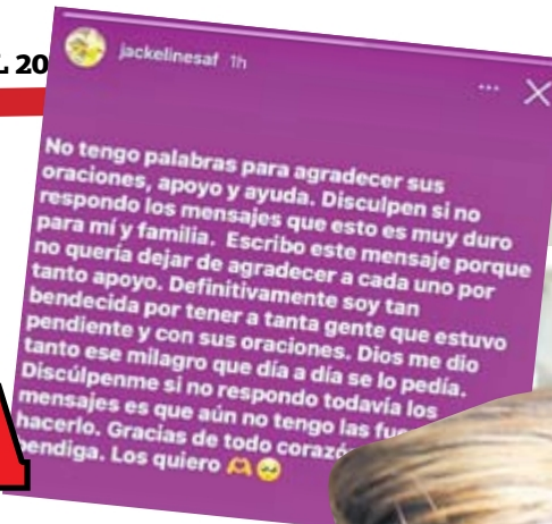 L 20
jackelinesaf 1h
No tengo palabras para agradecer sus
oraciones, apoyo y ayuda. Disculpen si no
respondo los mensajes que esto es muy duro
para mí y familia. Escribo este mensaje porque
no quería dejar de agradecer a cada uno por
tanto apoyo. Definitivamente soy tan
bendecida por tener a tanta gente que estuvo
pendiente y con sus oraciones. Dios me dio
tanto ese milagro que día a día se lo pedía.
Discúlpenme si no respondo todavía los
mensajes es que aún no tengo las
hacerlo. Gracias de todo
Los quiero 🫶🥺
A